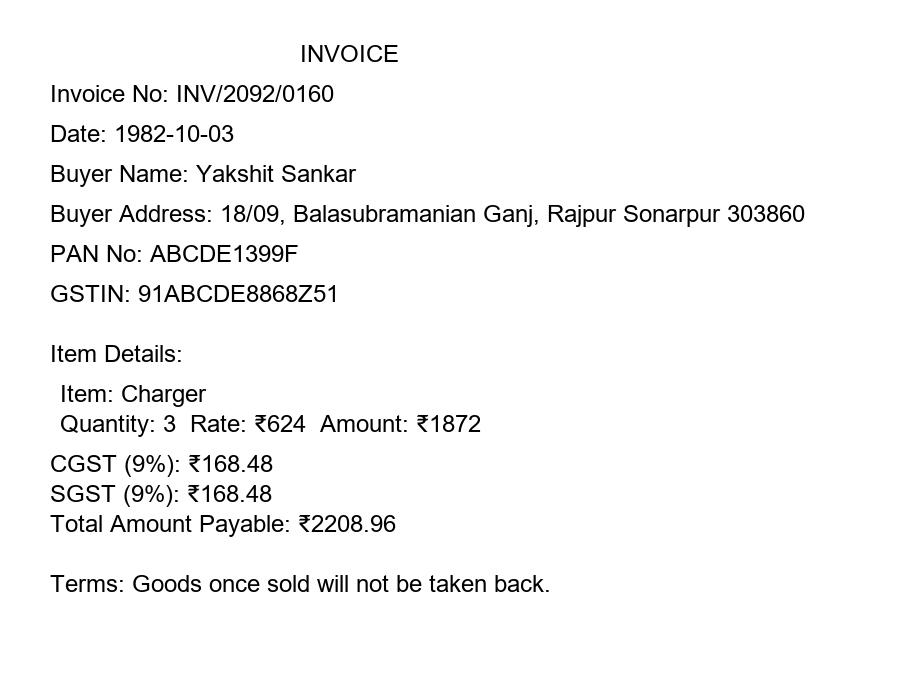 INVOICE
Invoice No: INV/2092/0160
Date: 1982-10-03
Buyer Name: Yakshit Sankar
Buyer Address: 18/09, Balasubramanian Ganj, Rajpur Sonarpur 303860
PAN No: ABCDE1399F
GSTIN: 91ABCDE8868Z51
Item Details:
Item: Charger
Quantity: 3 Rate: ₹624 Amount: ₹1872
CGST (9%): ₹168.48
SGST (9%): ₹168.48
Total Amount Payable: ₹2208.96
Terms: Goods once sold will not be taken back.